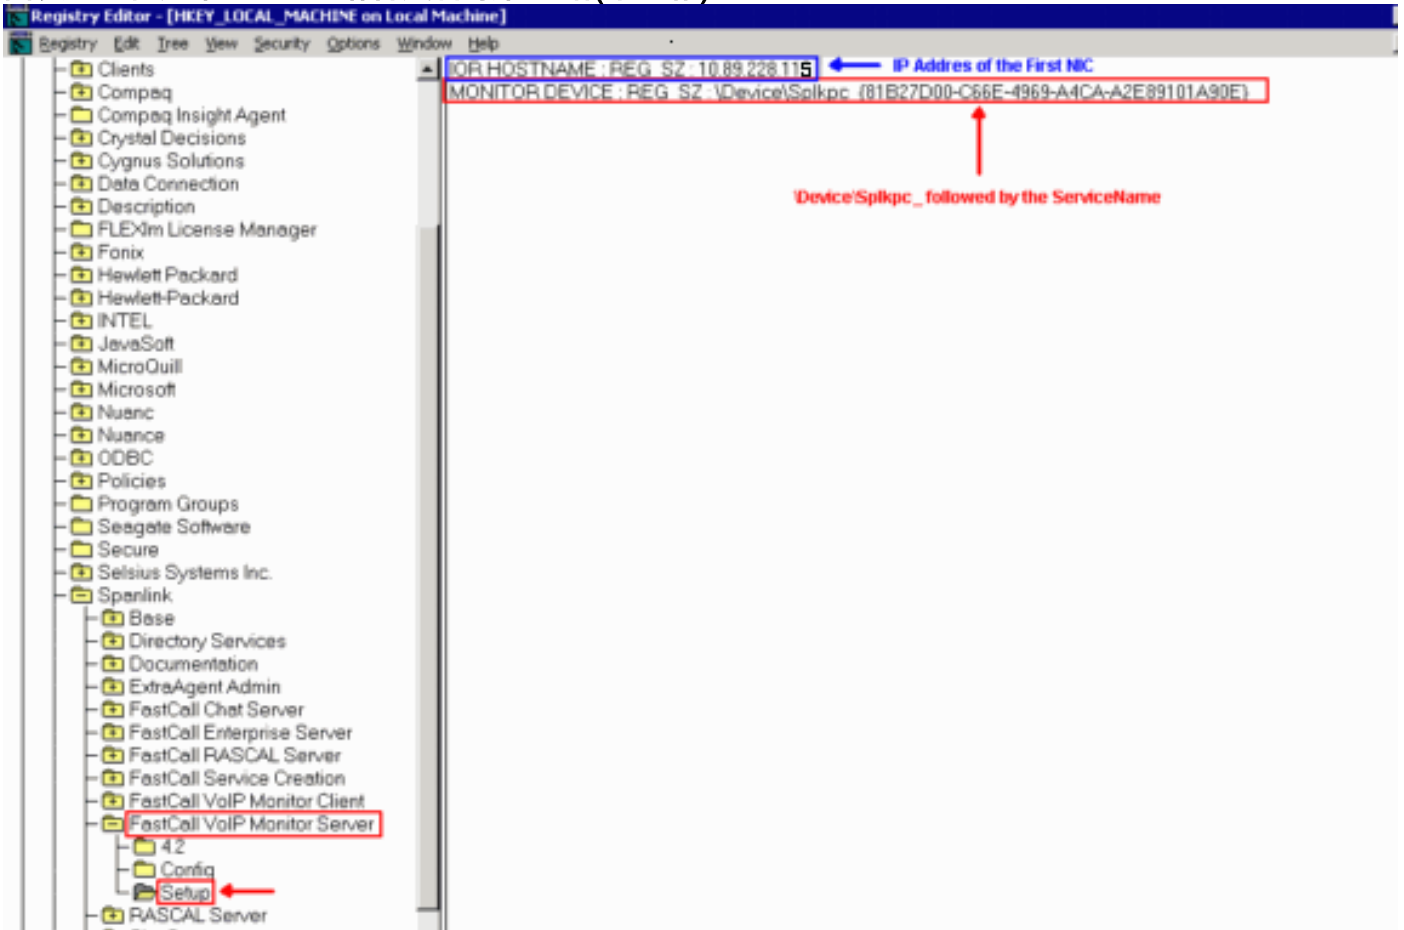 Registry Editor - [HKEY_LOCAL_MACHINE on Local Machine]
Registry Edit Tree View Security Options Window Help
IOR HOSTNAME : REG_SZ : 10.89.228.115
IP Addres of the First NIC
MONITOR DEVICE : REG_SZ : \Device\Splkpc_{81B27D00-C66E-4969-A4CA-A2E89101A90E}
\Device\Splkpc_ followed by the ServiceName
Clients
Compaq
Compaq Insight Agent
Crystal Decisions
Cygnus Solutions
Data Connection
Description
FLEXlm License Manager
Fonix
Hewlett Packard
Hewlett-Packard
INTEL
JavaSoft
MicroQuill
Microsoft
Nuanc
Nuance
ODBC
Policies
Program Groups
Seagate Software
Secure
Selsius Systems Inc.
Spanlink
Base
Directory Services
Documentation
ExtraAgent Admin
FastCall Chat Server
FastCall Enterprise Server
FastCall RASCAL Server
FastCall Service Creation
FastCall VoIP Monitor Client
FastCall VoIP Monitor Server
4.2
Config
Setup
RASCAL Server